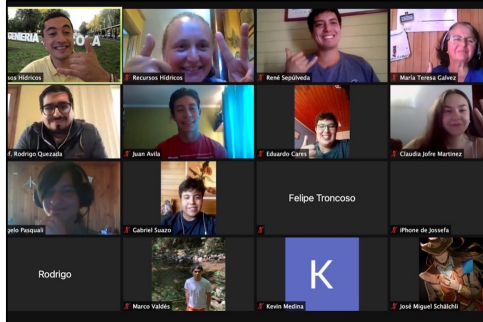 sos Hídricos
Recursos Hídricos
René Sepúlveda
María Teresa Galvez
f. Rodrigo Quezada
Juan Avila
Eduardo Cares
Claudia Jofre Martinez
gelo Pasquali
Gabriel Suazo
Felipe Troncoso
iPhone de Jossefa
Rodrigo
Marco Valdés
K
Kevin Medina
José Miguel Schälchli